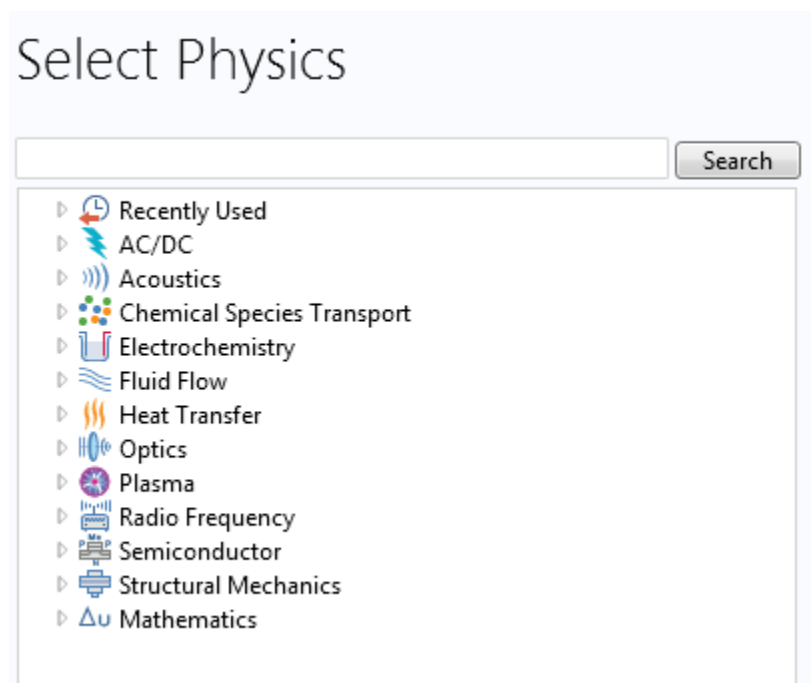 Select Physics
Search
Recently Used
AC/DC
Acoustics
Chemical Species Transport
Electrochemistry
Fluid Flow
Heat Transfer
Optics
Plasma
Radio Frequency
Semiconductor
Structural Mechanics
Δu Mathematics